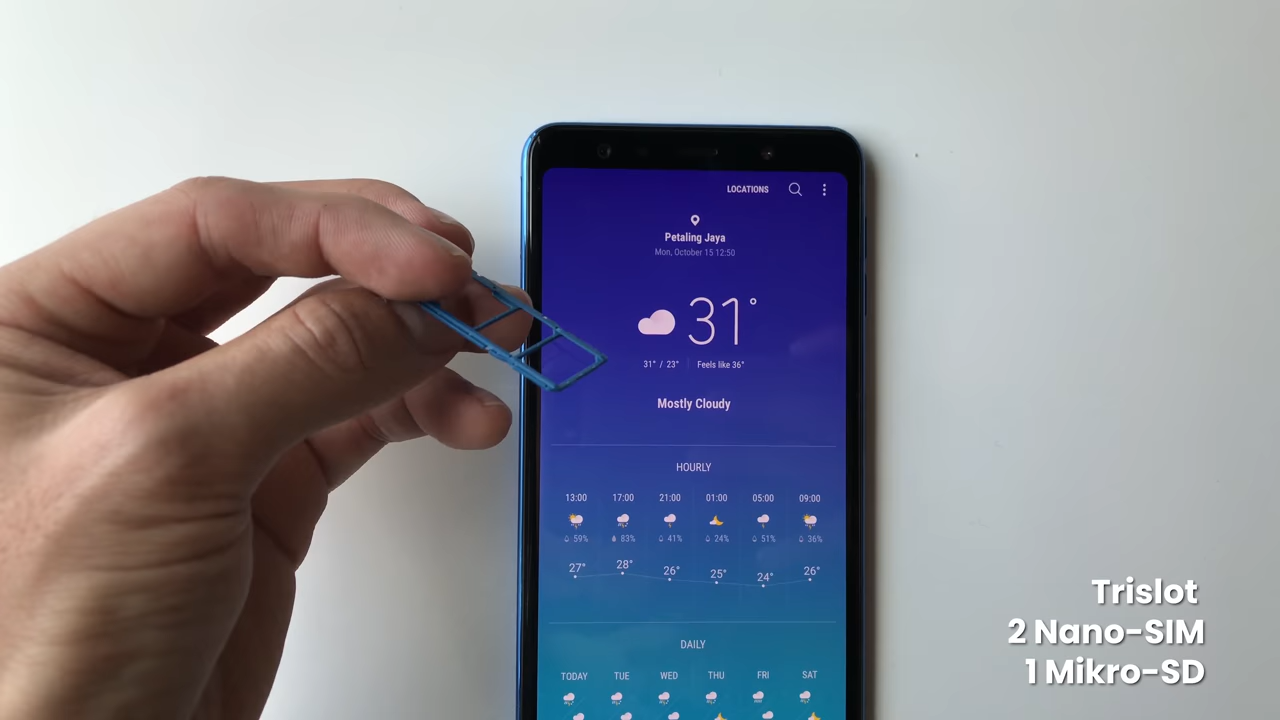 LOCATIONS
Petaling Jaya
Mon, October 15 12:50
31°
31° / 23° Feels like 36°
Mostly Cloudy
HOURLY
13:00 17:00 21:00 01:00 05:00 09:00
59% 83% 41% 24% 51% 36%
27° 28° 26° 25° 24° 26°
DAILY
TODAY TUE WED THU FRI SAT
Trislot
2 Nano-SIM
1 Mikro-SD